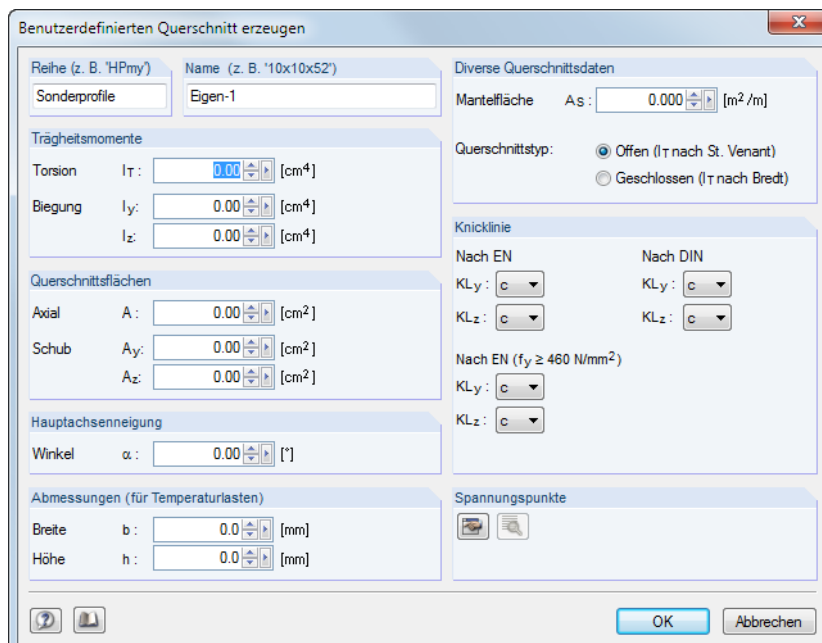 Benutzerdefinierten Querschnitt erzeugen
Reihe (z. B. 'HPmy')
Sonderprofile
Name (z. B. '10x10x52')
Eigen-1
Trägheitsmomente
Torsion IT : 0.00 [cm4]
Biegung Iy: 0.00 [cm4]
Iz: 0.00 [cm4]
Querschnittsflächen
Axial A : 0.00 [cm2]
Schub Ay: 0.00 [cm2]
Az: 0.00 [cm2]
Hauptachsenneigung
Winkel α : 0.00 [°]
Abmessungen (für Temperaturlasten)
Breite b : 0.0 [mm]
Höhe h : 0.0 [mm]
Diverse Querschnittsdaten
Mantelfläche As : 0.000 [m2/m]
Querschnittstyp: Offen (IT nach St. Venant)
Geschlossen (IT nach Bredt)
Knicklinie
Nach EN Nach DIN
KLy : c KLy : c
KLz : c KLz : c
Nach EN (fy ≥ 460 N/mm2)
KLy : c
KLz : c
Spannungspunkte
OK Abbrechen